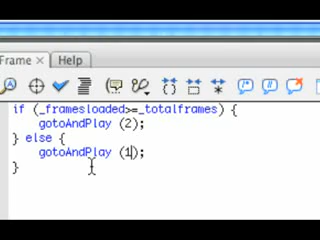 Frame × Help
if (_framesloaded>=_totalframes) {
gotoAndPlay (2);
} else {
gotoAndPlay (1);
}